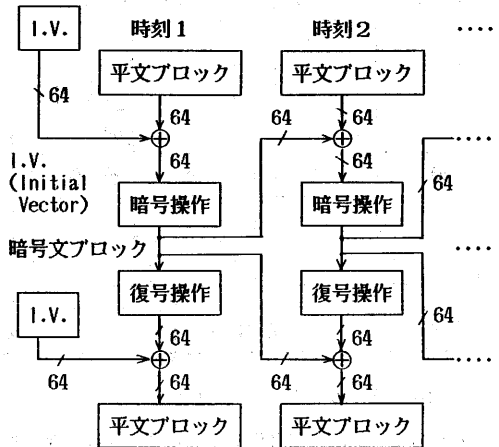 I.V. 時刻1 時刻2 ‥‥
平文ブロック 平文ブロック
64 64 64
64 64
I.V.
(Initial
Vector)
64 64 64
暗号操作 暗号操作
暗号文ブロック ‥‥
復号操作 復号操作
I.V. 64
64 64
64 64 64 64
‥‥
平文ブロック 平文ブロック